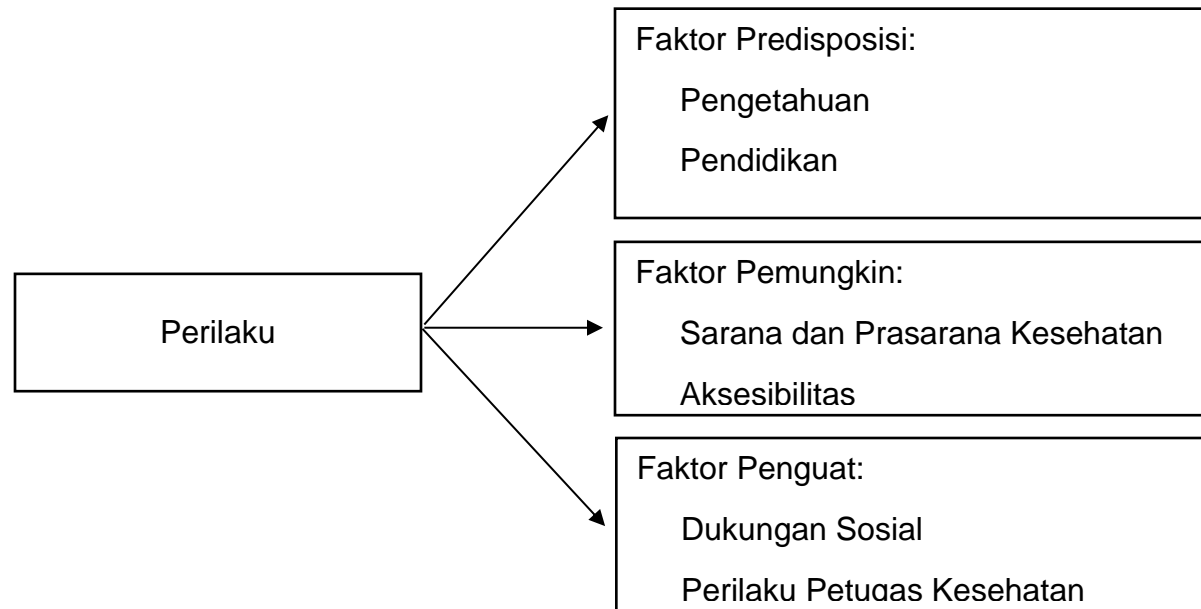 Faktor Predisposisi:
Pengetahuan
Pendidikan
Perilaku
Faktor Pemungkin:
Sarana dan Prasarana Kesehatan
Aksesibilitas
Faktor Penguat:
Dukungan Sosial
Perilaku Petugas Kesehatan